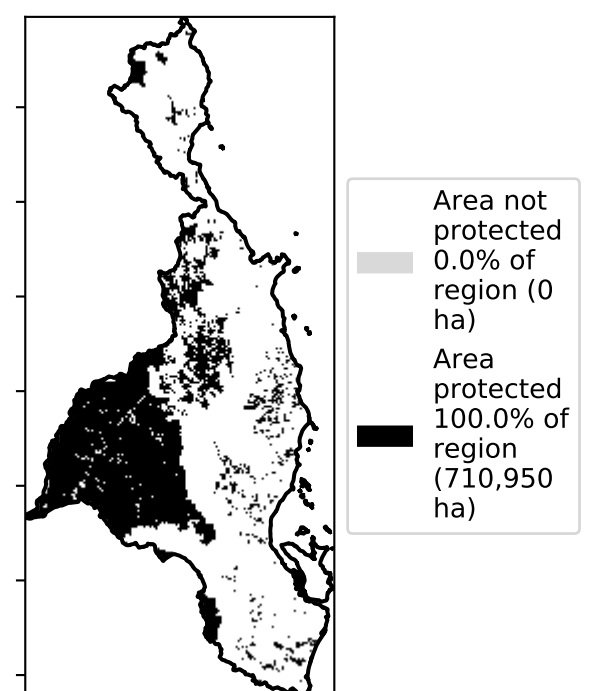 Area not
protected
0.0% of
region (0
ha)
Area
protected
100.0% of
region
(710,950
ha)